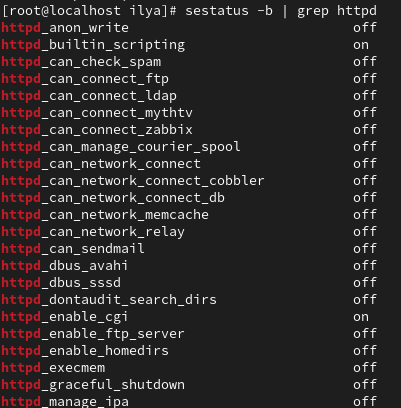 [root@localhost ilya]# sestatus -b | grep httpd
httpd_anon_write off
httpd_builtin_scripting on
httpd_can_check_spam off
httpd_can_connect_ftp off
httpd_can_connect_ldap off
httpd_can_connect_mythtv off
httpd_can_connect_zabbix off
httpd_can_manage_courier_spool off
httpd_can_network_connect off
httpd_can_network_connect_cobbler off
httpd_can_network_connect_db off
httpd_can_network_memcache off
httpd_can_network_relay off
httpd_can_sendmail off
httpd_dbus_avahi off
httpd_dbus_sssd off
httpd_dontaudit_search_dirs off
httpd_enable_cgi on
httpd_enable_ftp_server off
httpd_enable_homedirs off
httpd_execmem off
httpd_graceful_shutdown off
httpd_manage_ipa off